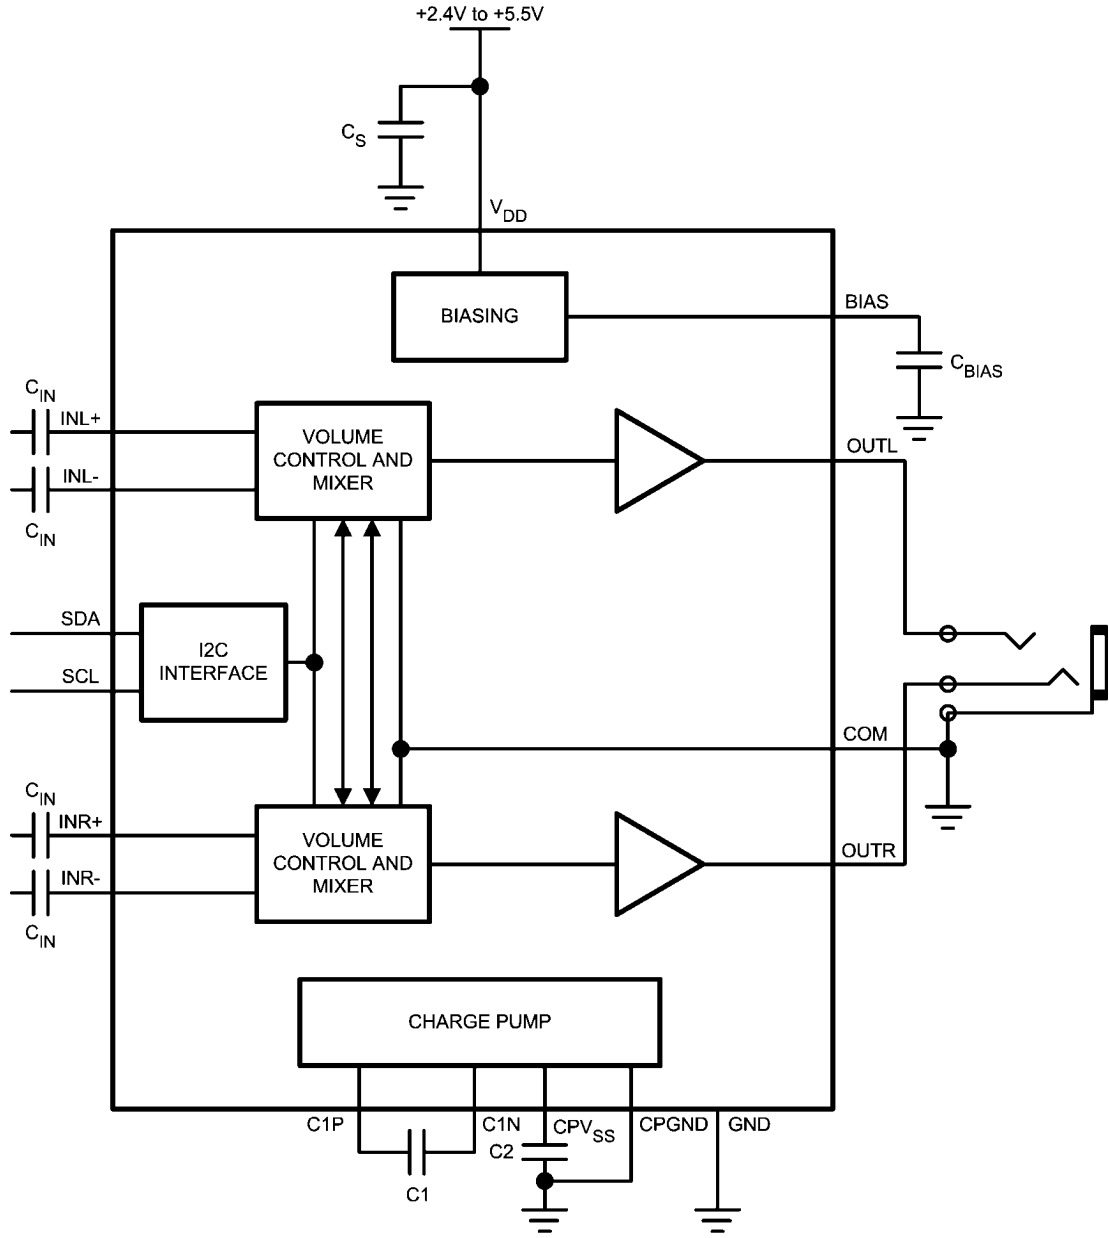 +2.4V to +5.5V
CS
VDD
BIASING
BIAS
CBIAS
CIN
INL+
INL-
CIN
VOLUME
CONTROL AND
MIXER
OUTL
SDA
SCL
I2C
INTERFACE
COM
CIN
INR+
INR-
CIN
VOLUME
CONTROL AND
MIXER
OUTR
CHARGE PUMP
C1P
C1N
CPVSS
CPGND
GND
C2
C1